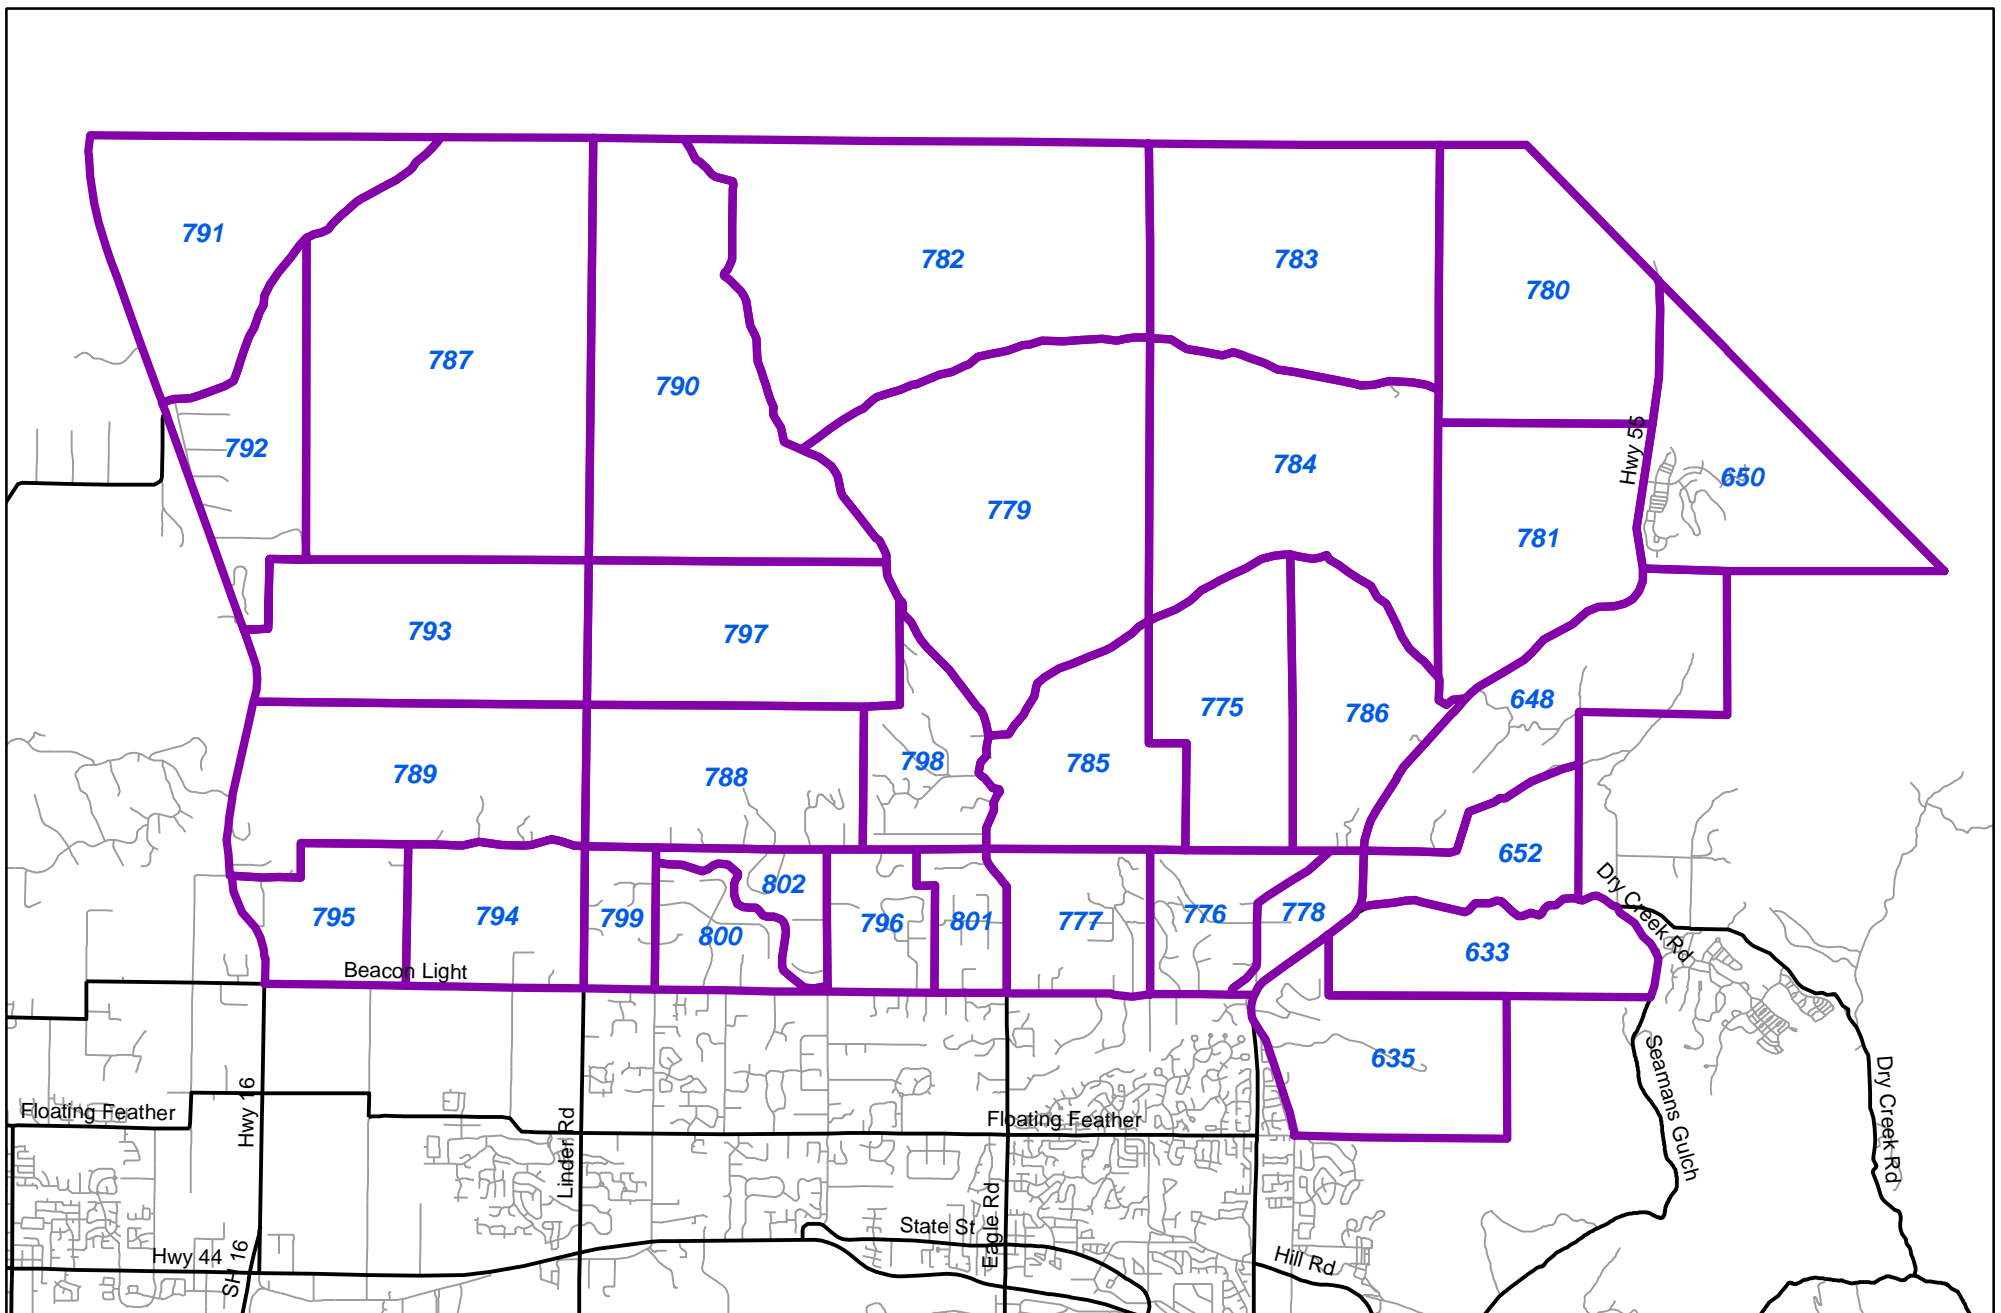 791
782
783
780
787
790
792
784
650
Hwy 55
779
781
793
797
648
775
786
798
785
789
788
652
802
795
794
799
800
796
801
777
776
778
633
Dry Creek Rd
Beacon Light
635
Seamans Gulch
Dry Creek Rd
Floating Feather
Hwy 16
Linder Rd
Floating Feather
Eagle Rd
State St
Hwy 44
SH 16
Hill Rd